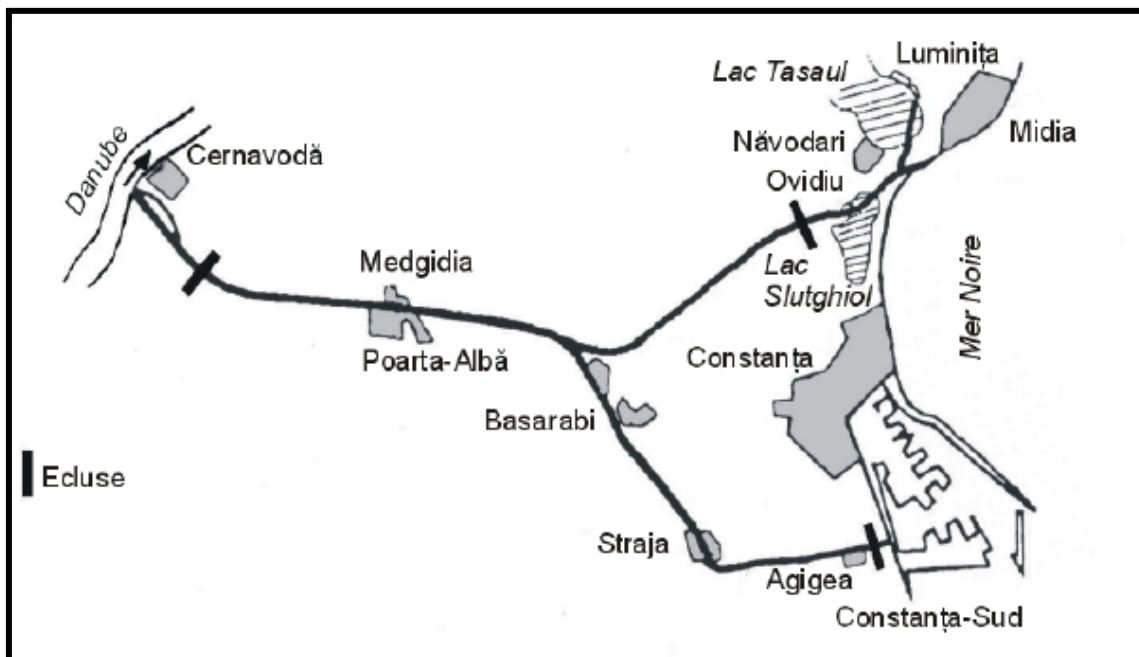 Luminița
Lac Tasaul
Midia
Danube
Cernavodă
Năvodari
Ovidiu
Medgidia
Lac
Slutghiol
Mer Noire
Poarta-Albă
Constanța
Basarabi
Ecluse
Straja
Agigea
Constanța-Sud